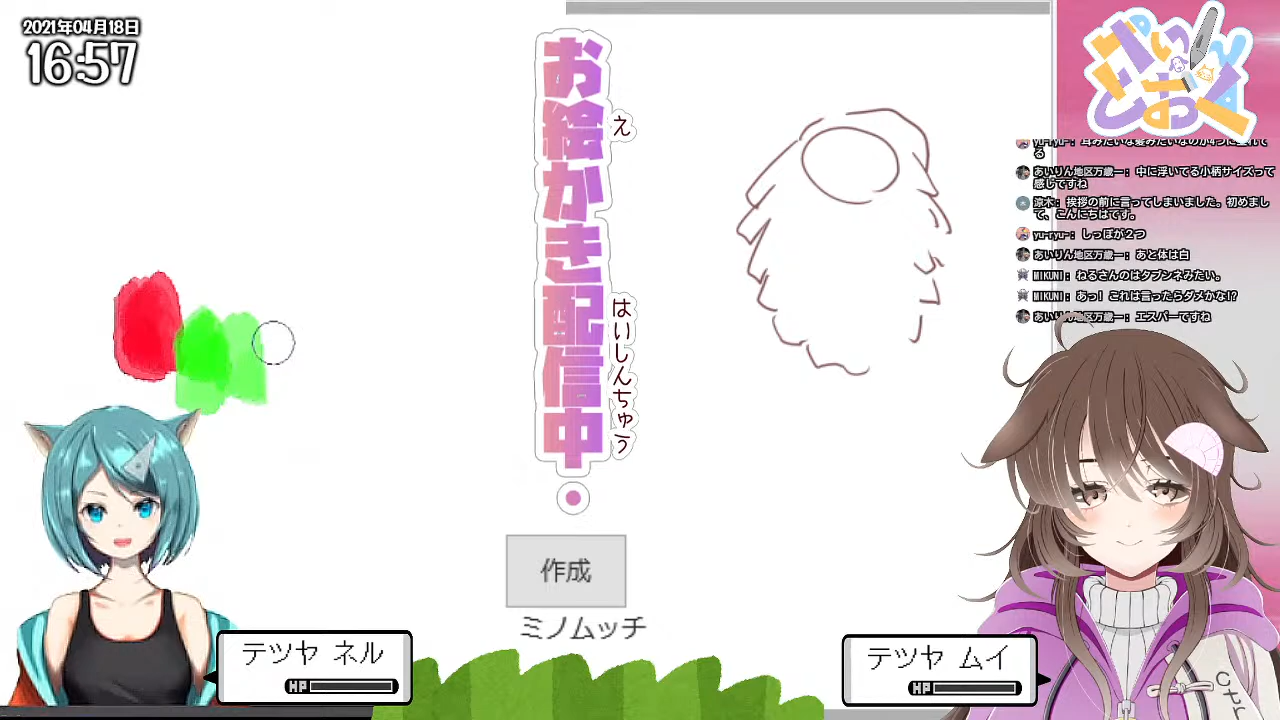 2021年04月18日
16:57
お絵かき配信中
え
はいしんちゅう
作成
ミノムッチ
あいりん地区万歳一: 中に浮いてる小柄サイズって
感じですね
涼木: 挨拶の前に言ってしまいました。初めまし
て、こんにちはです。
yu-ryu-: しっぽが２つ
あいりん地区万歳一: あと体は白
MIKUNI: ねるさんのはタブンネみたい。
MIKUNI: あっ! これは言ったらダメかな!?
あいりん地区万歳一: エスパーですね
テツヤ ネル
HP
テツヤ ムイ
HP